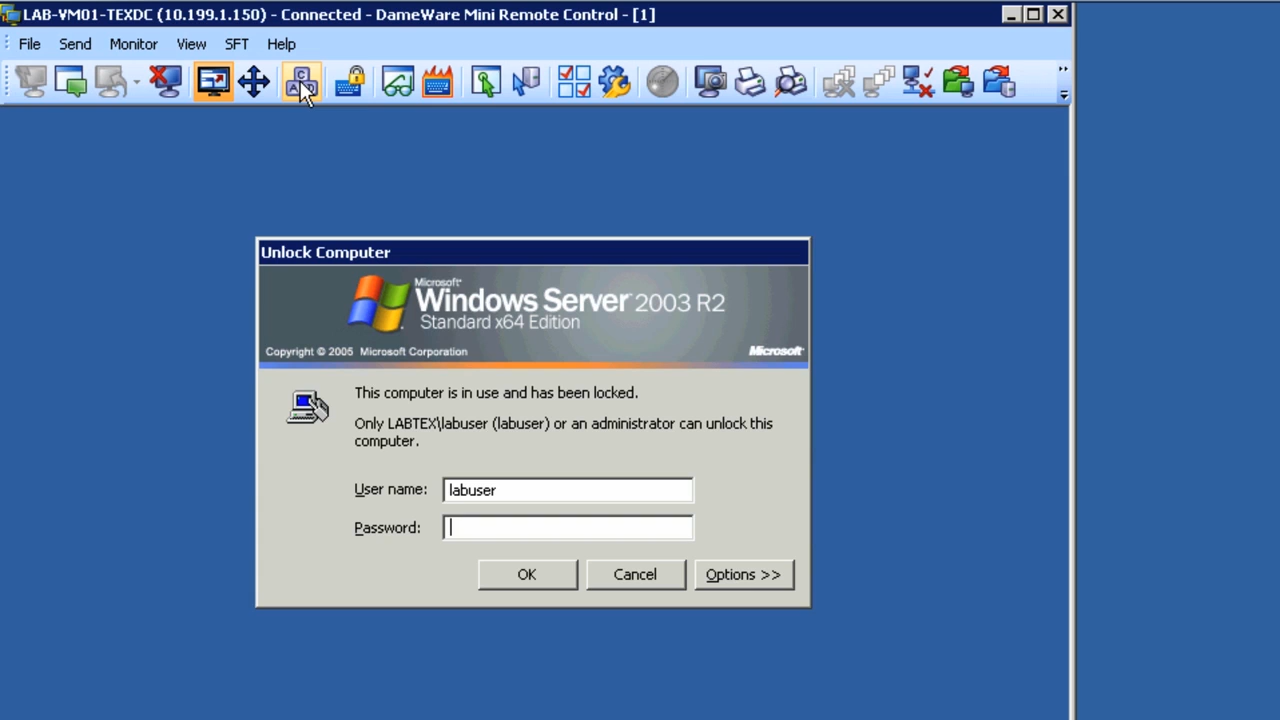 LAB-VM01-TEXDC (10.199.1.150) - Connected - DameWare Mini Remote Control - [1]
File Send Monitor View SFT Help
Unlock Computer
Microsoft®
Windows Server™ 2003 R2
Standard x64 Edition
Copyright © 2005 Microsoft Corporation Microsoft®
This computer is in use and has been locked.
Only LABTEX\labuser (labuser) or an administrator can unlock this
computer.
User name: labuser
Password:
OK Cancel Options >>